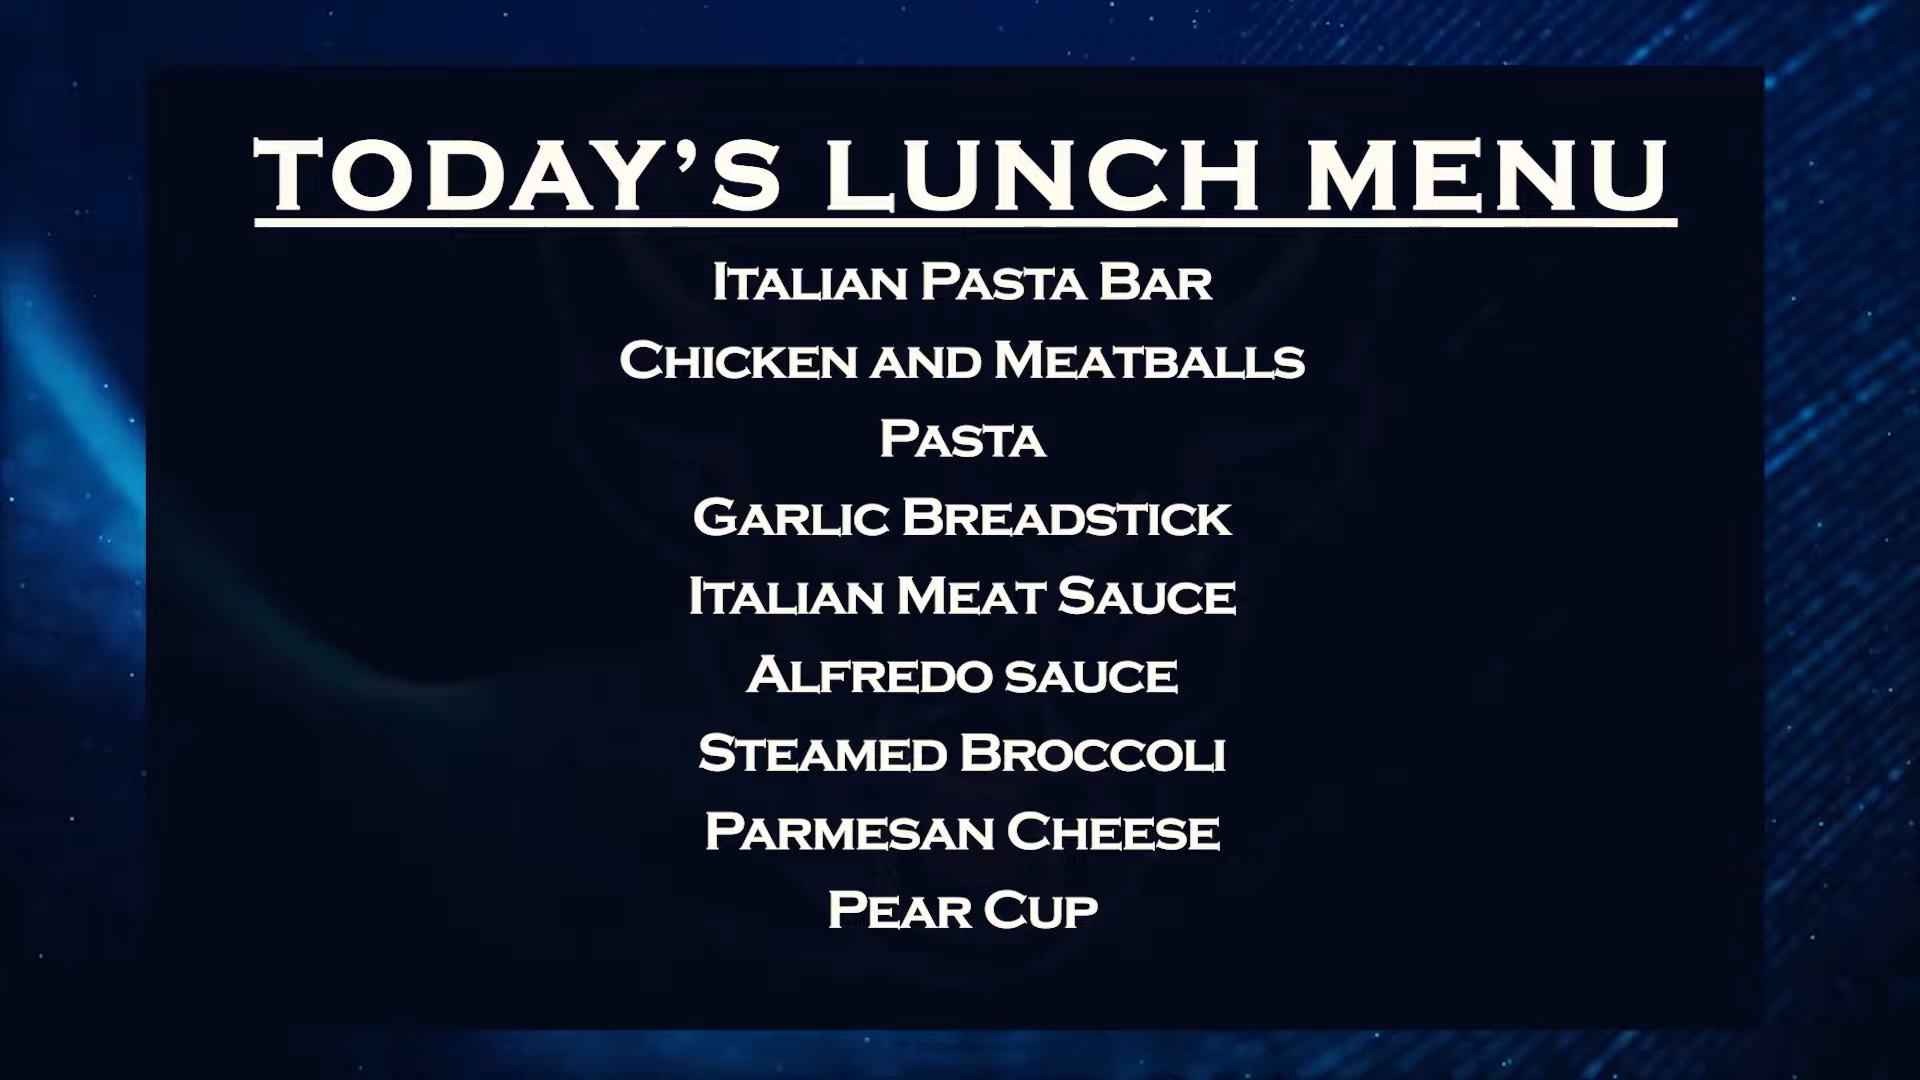 TODAY’S LUNCH MENU
Italian Pasta Bar
Chicken and Meatballs
Pasta
Garlic Breadstick
Italian Meat Sauce
Alfredo sauce
Steamed Broccoli
Parmesan Cheese
Pear Cup